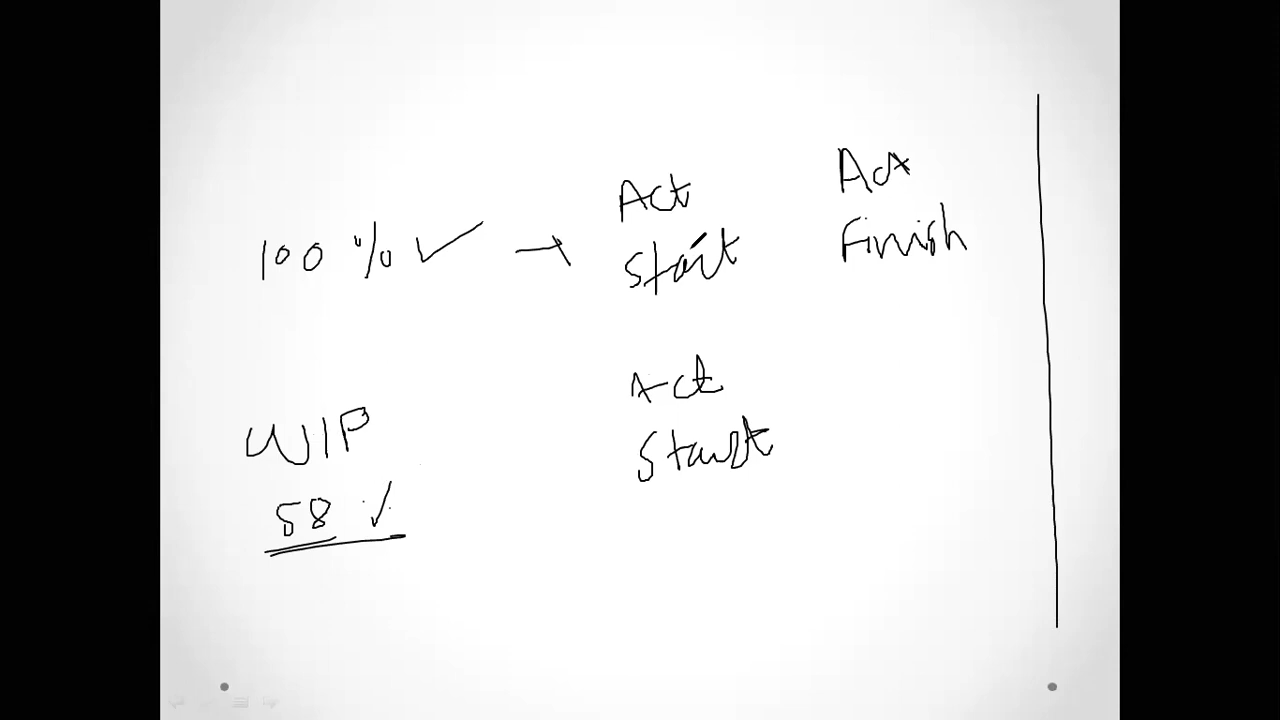 100 % ✓ → Act Start
Act Finish
WIP
58 %
Act Start